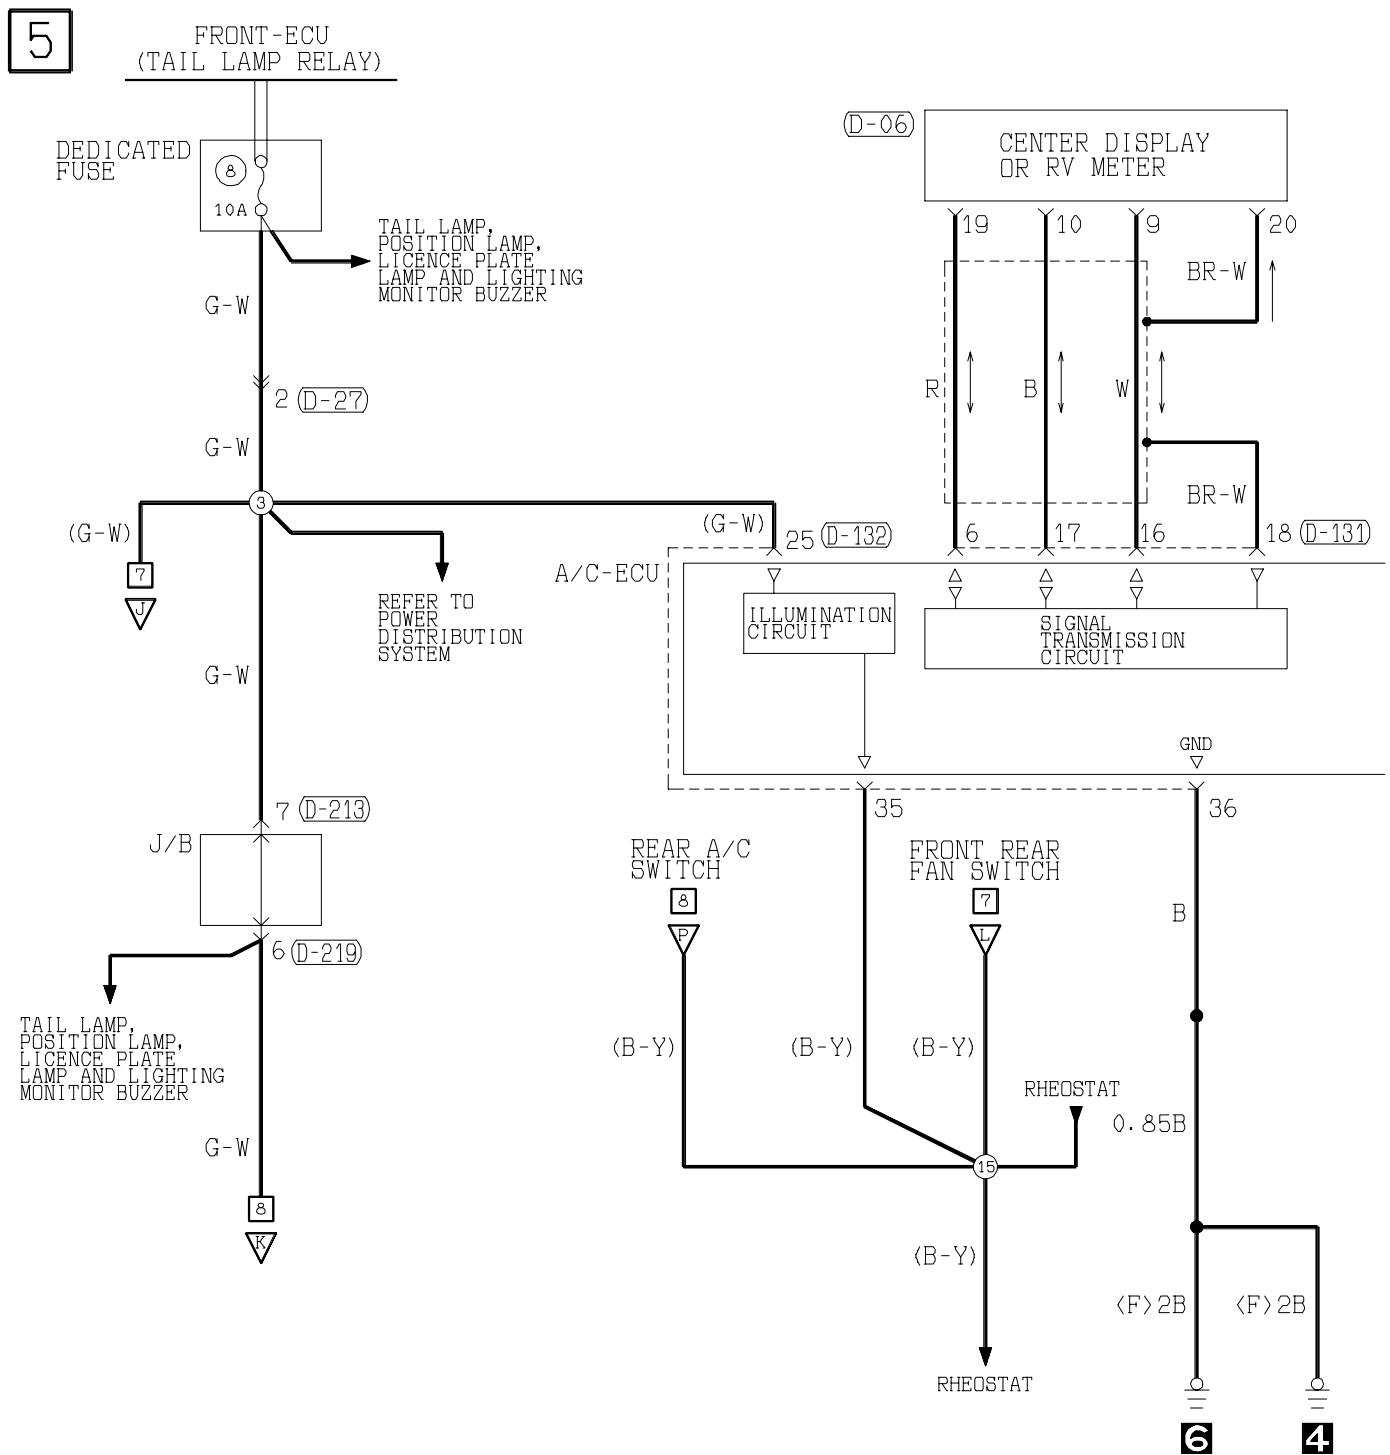 5
FRONT-ECU
(TAIL LAMP RELAY)
DEDICATED
FUSE
8
10A
TAIL LAMP,
POSITION LAMP,
LICENCE PLATE
LAMP AND LIGHTING
MONITOR BUZZER
G-W
2 (D-27)
G-W
3
(G-W)
7
J
REFER TO
POWER
DISTRIBUTION
SYSTEM
G-W
7 (D-213)
J/B
6 (D-219)
TAIL LAMP,
POSITION LAMP,
LICENCE PLATE
LAMP AND LIGHTING
MONITOR BUZZER
G-W
8
K
D-06
CENTER DISPLAY
OR RV METER
19 10 9 20
BR-W
R B W
BR-W
(G-W)
25 (D-132) 6 17 16 18 (D-131)
A/C-ECU
ILLUMINATION
CIRCUIT
SIGNAL
TRANSMISSION
CIRCUIT
GND
35 36
REAR A/C
SWITCH
8
P
FRONT REAR
FAN SWITCH
7
L
B
(B-Y) (B-Y) (B-Y)
RHEOSTAT
0.85B
15
(B-Y)
<F>2B <F>2B
RHEOSTAT
6 4